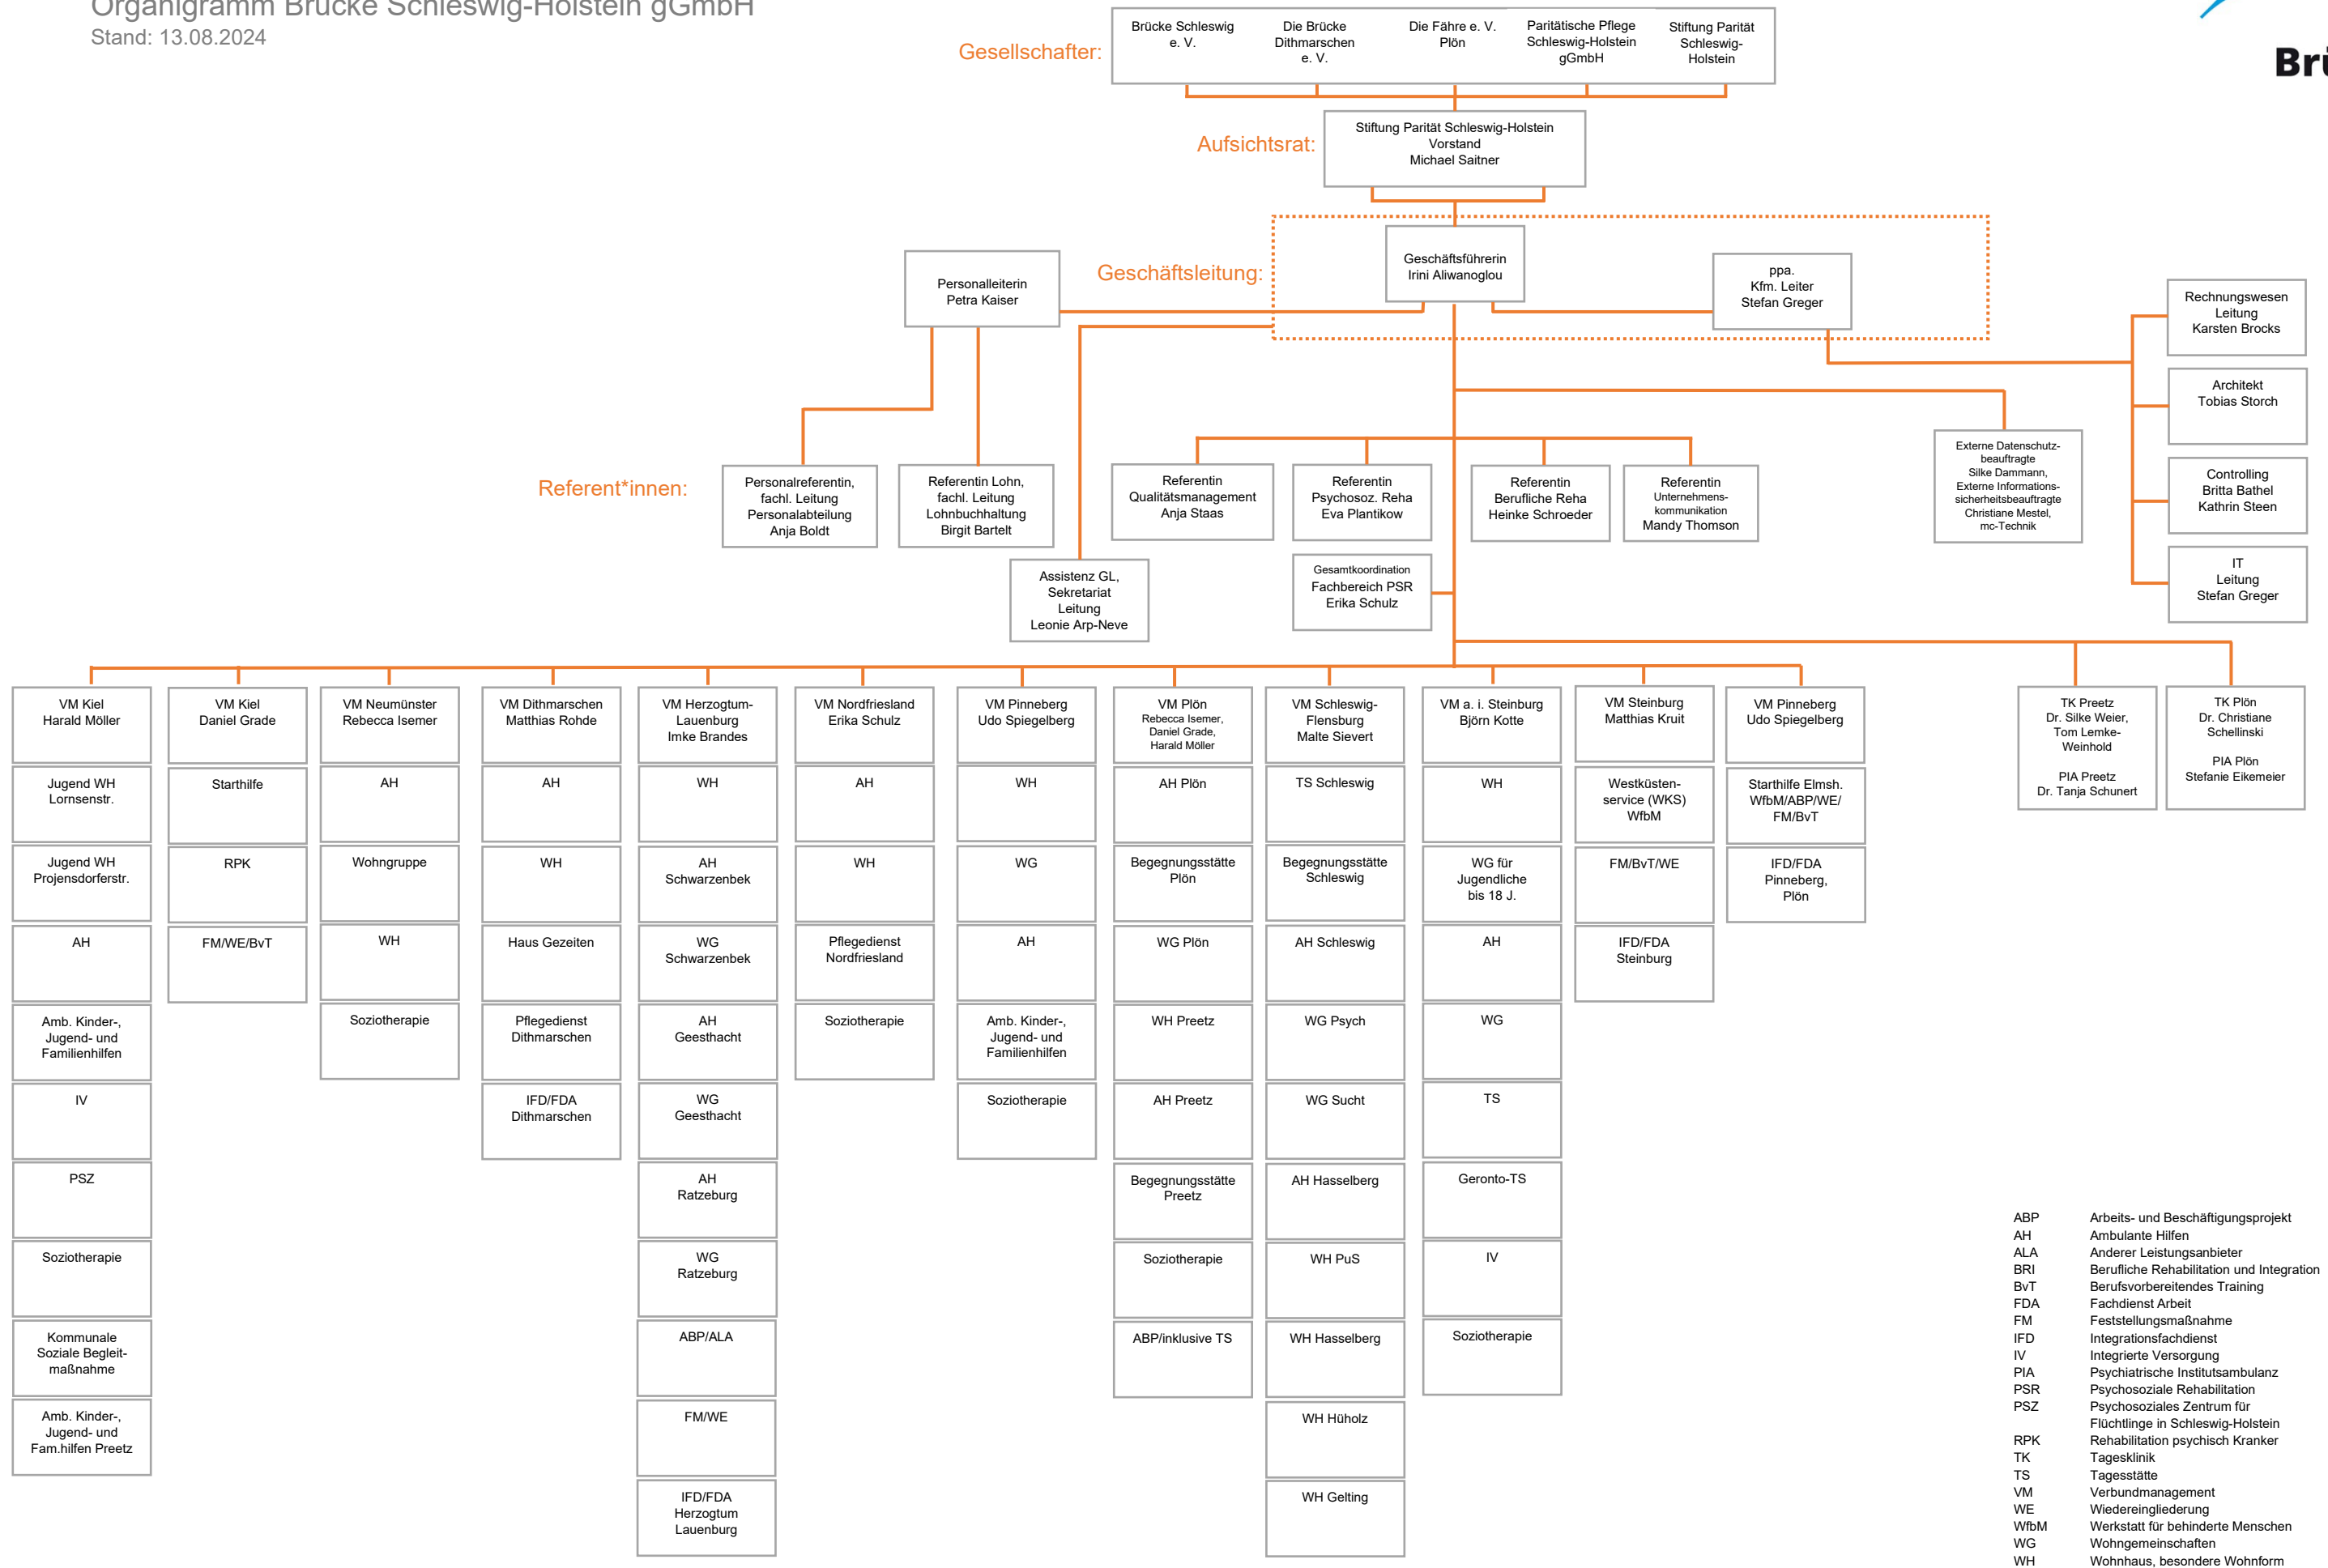 Organigramm Brücke Schleswig-Holstein gGmbH
Stand: 13.08.2024
Brü
Gesellschafter:
Brücke Schleswig
e. V.
Die Brücke
Dithmarschen
e. V.
Die Fähre e. V.
Plön
Paritätische Pflege
Schleswig-Holstein
gGmbH
Stiftung Parität
Schleswig-
Holstein
Aufsichtsrat:
Stiftung Parität Schleswig-Holstein
Vorstand
Michael Saitner
Geschäftsleitung:
Geschäftsführerin
Irini Aliwanoglou
ppa.
Kfm. Leiter
Stefan Greger
Personalleiterin
Petra Kaiser
Rechnungswesen
Leitung
Karsten Brocks
Architekt
Tobias Storch
Controlling
Britta Bathel
Kathrin Steen
IT
Leitung
Stefan Greger
Referent*innen:
Personalreferentin,
fachl. Leitung
Personalabteilung
Anja Boldt
Referentin Lohn,
fachl. Leitung
Lohnbuchhaltung
Birgit Bartelt
Referentin
Qualitätsmanagement
Anja Staas
Referentin
Psychosoz. Reha
Eva Plantikow
Referentin
Berufliche Reha
Heinke Schroeder
Referentin
Unternehmens-
kommunikation
Mandy Thomson
Externe Datenschutz-
beauftragte
Silke Dammann,
Externe Informations-
sicherheitsbeauftragte
Christiane Mestel,
mc-Technik
Assistenz GL,
Sekretariat
Leitung
Leonie Arp-Neve
Gesamtkoordination
Fachbereich PSR
Erika Schulz
VM Kiel
Harald Möller
Jugend WH
Lornsenstr.
Jugend WH
Projensdorferstr.
AH
Amb. Kinder-,
Jugend- und
Familienhilfen
IV
PSZ
Soziotherapie
Kommunale
Soziale Begleit-
maßnahme
Amb. Kinder-,
Jugend- und
Fam.hilfen Preetz
VM Kiel
Daniel Grade
Starthilfe
RPK
FM/WE/BvT
VM Neumünster
Rebecca Isemer
AH
Wohngruppe
WH
Soziotherapie
VM Dithmarschen
Matthias Rohde
AH
WH
Haus Gezeiten
Pflegedienst
Dithmarschen
IFD/FDA
Dithmarschen
VM Herzogtum-
Lauenburg
Imke Brandes
WH
AH
Schwarzenbek
WG
Schwarzenbek
AH
Geesthacht
WG
Geesthacht
AH
Ratzeburg
WG
Ratzeburg
ABP/ALA
FM/WE
IFD/FDA
Herzogtum
Lauenburg
VM Nordfriesland
Erika Schulz
AH
WH
Pflegedienst
Nordfriesland
Soziotherapie
VM Pinneberg
Udo Spiegelberg
WH
WG
AH
Amb. Kinder-,
Jugend- und
Familienhilfen
Soziotherapie
VM Plön
Rebecca Isemer,
Daniel Grade,
Harald Möller
AH Plön
Begegnungsstätte
Plön
WG Plön
WH Preetz
AH Preetz
Begegnungsstätte
Preetz
Soziotherapie
ABP/inklusive TS
VM Schleswig-
Flensburg
Malte Sievert
TS Schleswig
Begegnungsstätte
Schleswig
AH Schleswig
WG Psych
WG Sucht
AH Hasselberg
WH PuS
WH Hasselberg
WH Hüholz
WH Gelting
VM a. i. Steinburg
Björn Kotte
WH
WG für
Jugendliche
bis 18 J.
AH
WG
TS
Geronto-TS
IV
Soziotherapie
VM Steinburg
Matthias Kruit
Westküsten-
service (WKS)
WfbM
FM/BvT/WE
IFD/FDA
Steinburg
VM Pinneberg
Udo Spiegelberg
Starthilfe Elmsh.
WfbM/ABP/WE/
FM/BvT
IFD/FDA
Pinneberg,
Plön
TK Preetz
Dr. Silke Weier,
Tom Lemke-
Weinhold
PIA Preetz
Dr. Tanja Schunert
TK Plön
Dr. Christiane
Schellinski
PIA Plön
Stefanie Eikemeier
ABP Arbeits- und Beschäftigungsprojekt
AH Ambulante Hilfen
ALA Anderer Leistungsanbieter
BRI Berufliche Rehabilitation und Integration
BvT Berufsvorbereitendes Training
FDA Fachdienst Arbeit
FM Feststellungsmaßnahme
IFD Integrationsfachdienst
IV Integrierte Versorgung
PIA Psychiatrische Institutsambulanz
PSR Psychosoziale Rehabilitation
PSZ Psychosoziales Zentrum für
Flüchtlinge in Schleswig-Holstein
RPK Rehabilitation psychisch Kranker
TK Tagesklinik
TS Tagesstätte
VM Verbundmanagement
WE Wiedereingliederung
WfbM Werkstatt für behinderte Menschen
WG Wohngemeinschaften
WH Wohnhaus, besondere Wohnform